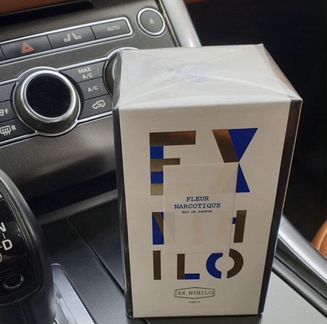 AUTO
MAX
A/C
A/C
EX
NIHILO
FLEUR
NARCOTIQUE
EAU DE PARFUM
EX NIHILO
PARIS
N
D